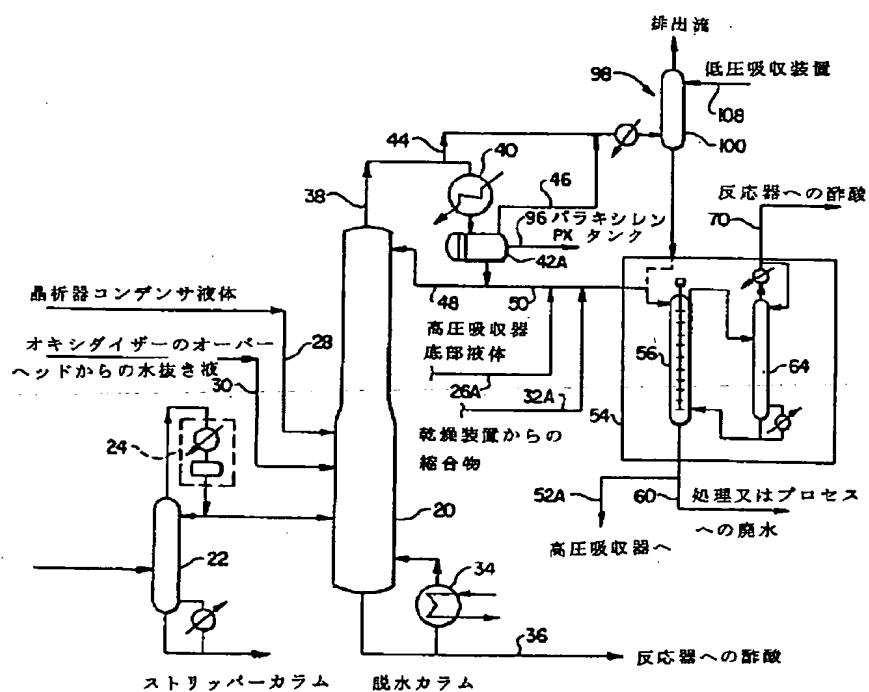 排出流
98
低圧吸収装置
108
100
44
40
38
46
96 パラキシレン
PX タンク
42A
反応器への酢酸
70
晶析器コンデンサ液体
28
オキシダイザーのオーバー
ヘッドからの水抜き液
30
48
50
高圧吸収器
底部液体
26A
32A
乾燥装置からの
縮合物
56
64
54
24
22
20
34
52A
60
処理又はプロセス
への廃水
高圧吸収器へ
36
反応器への酢酸
ストリッパーカラム
脱水カラム